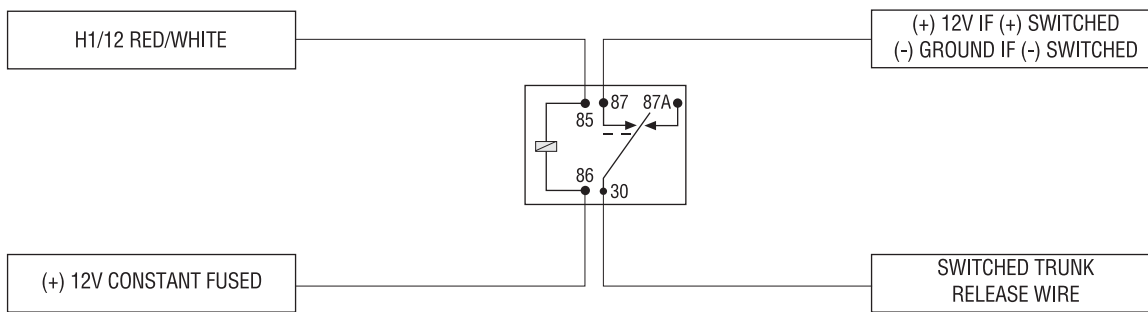 H1/12 RED/WHITE
(+) 12V IF (+) SWITCHED
(-) GROUND IF (-) SWITCHED
87 87A
85
86
30
(+) 12V CONSTANT FUSED
SWITCHED TRUNK
RELEASE WIRE